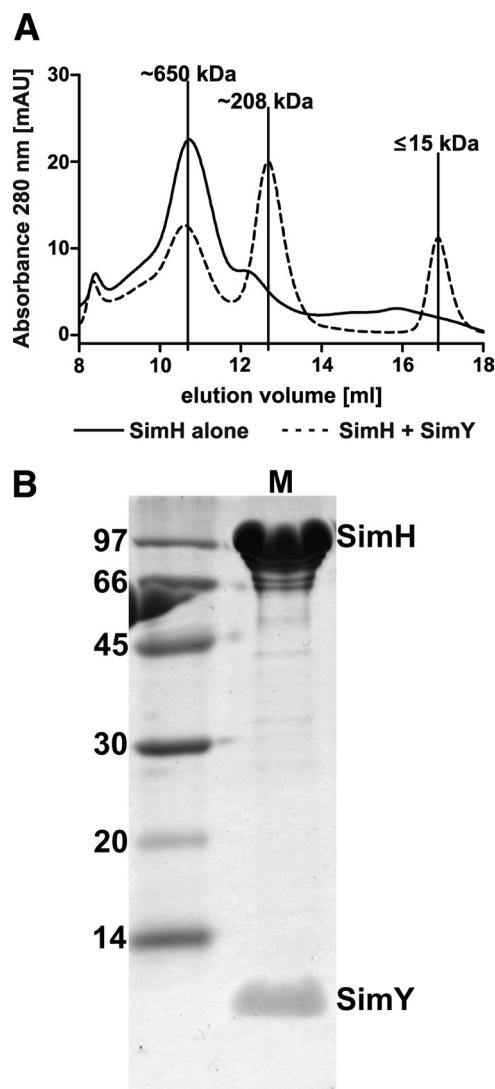 A
~650 kDa
~208 kDa
≤15 kDa
Absorbance 280 nm [mAU]
30
20
10
0
8 10 12 14 16 18
elution volume [ml]
SimH alone SimH + SimY
B
M
97 SimH
66
45
30
20
14
SimY